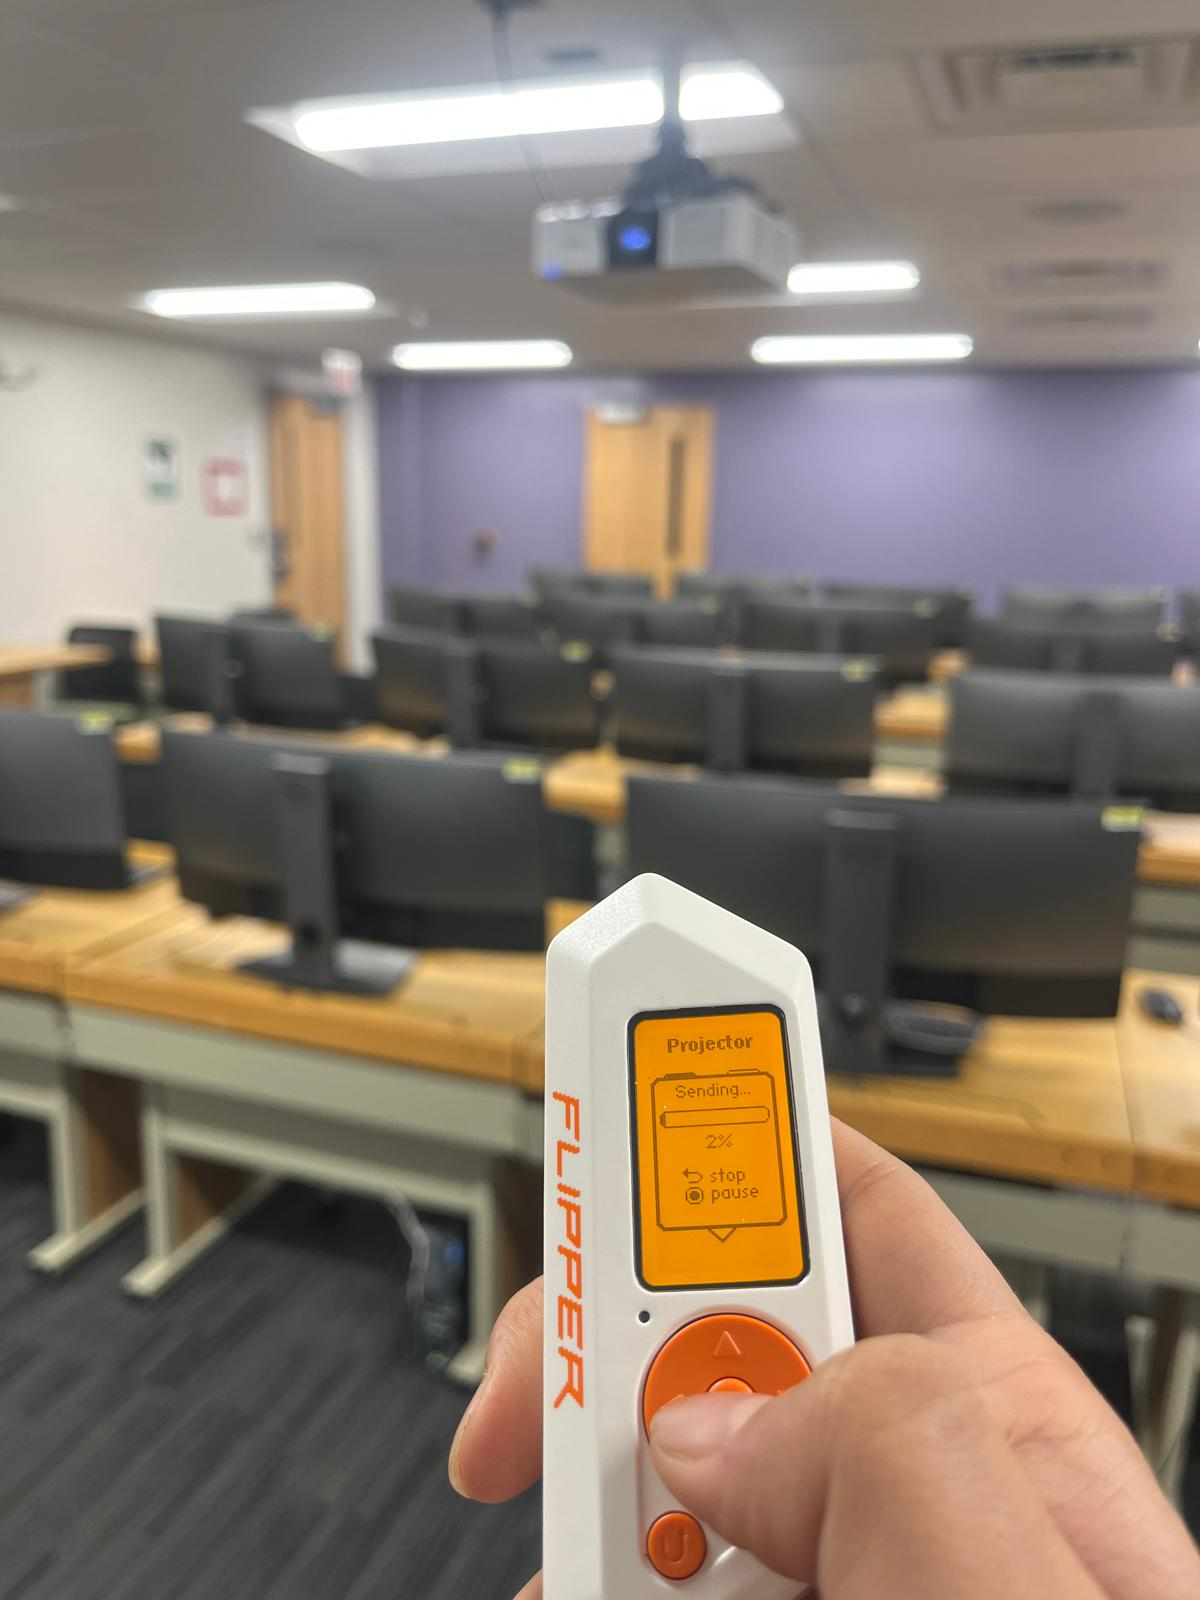 Projector
Sending...
2%
stop
pause
FLIPPER